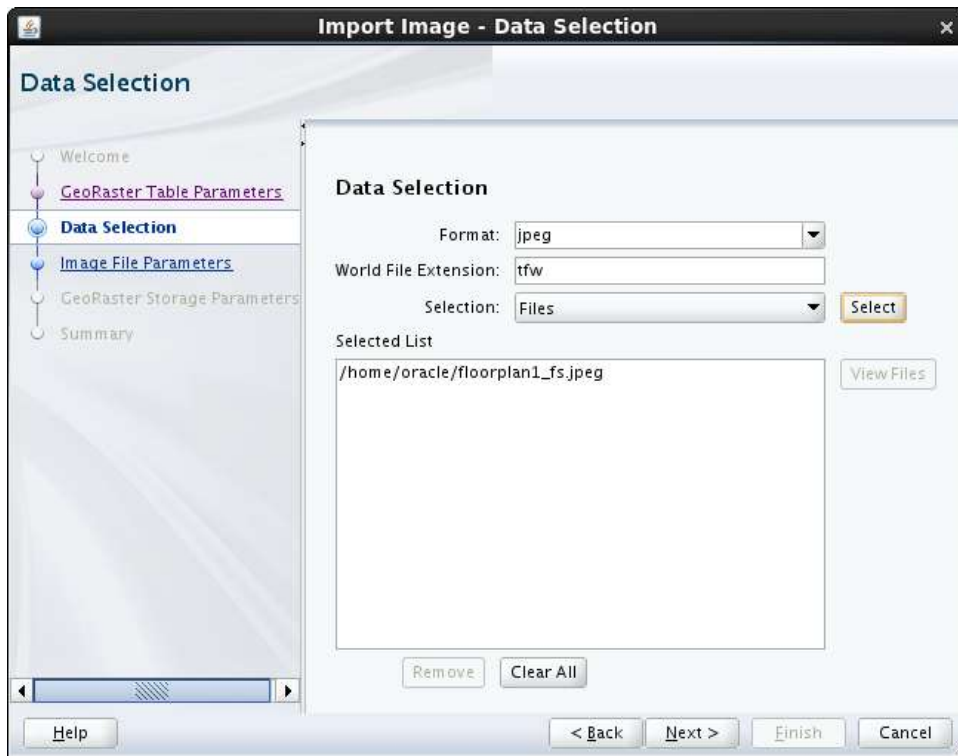 Import Image - Data Selection
Data Selection
Welcome
GeoRaster Table Parameters
Data Selection
Image File Parameters
GeoRaster Storage Parameters
Summary
Data Selection
Format: jpeg
World File Extension: tfw
Selection: Files Select
Selected List
/home/oracle/floorplan1_fs.jpeg
View Files
Remove Clear All
Help < Back Next > Finish Cancel